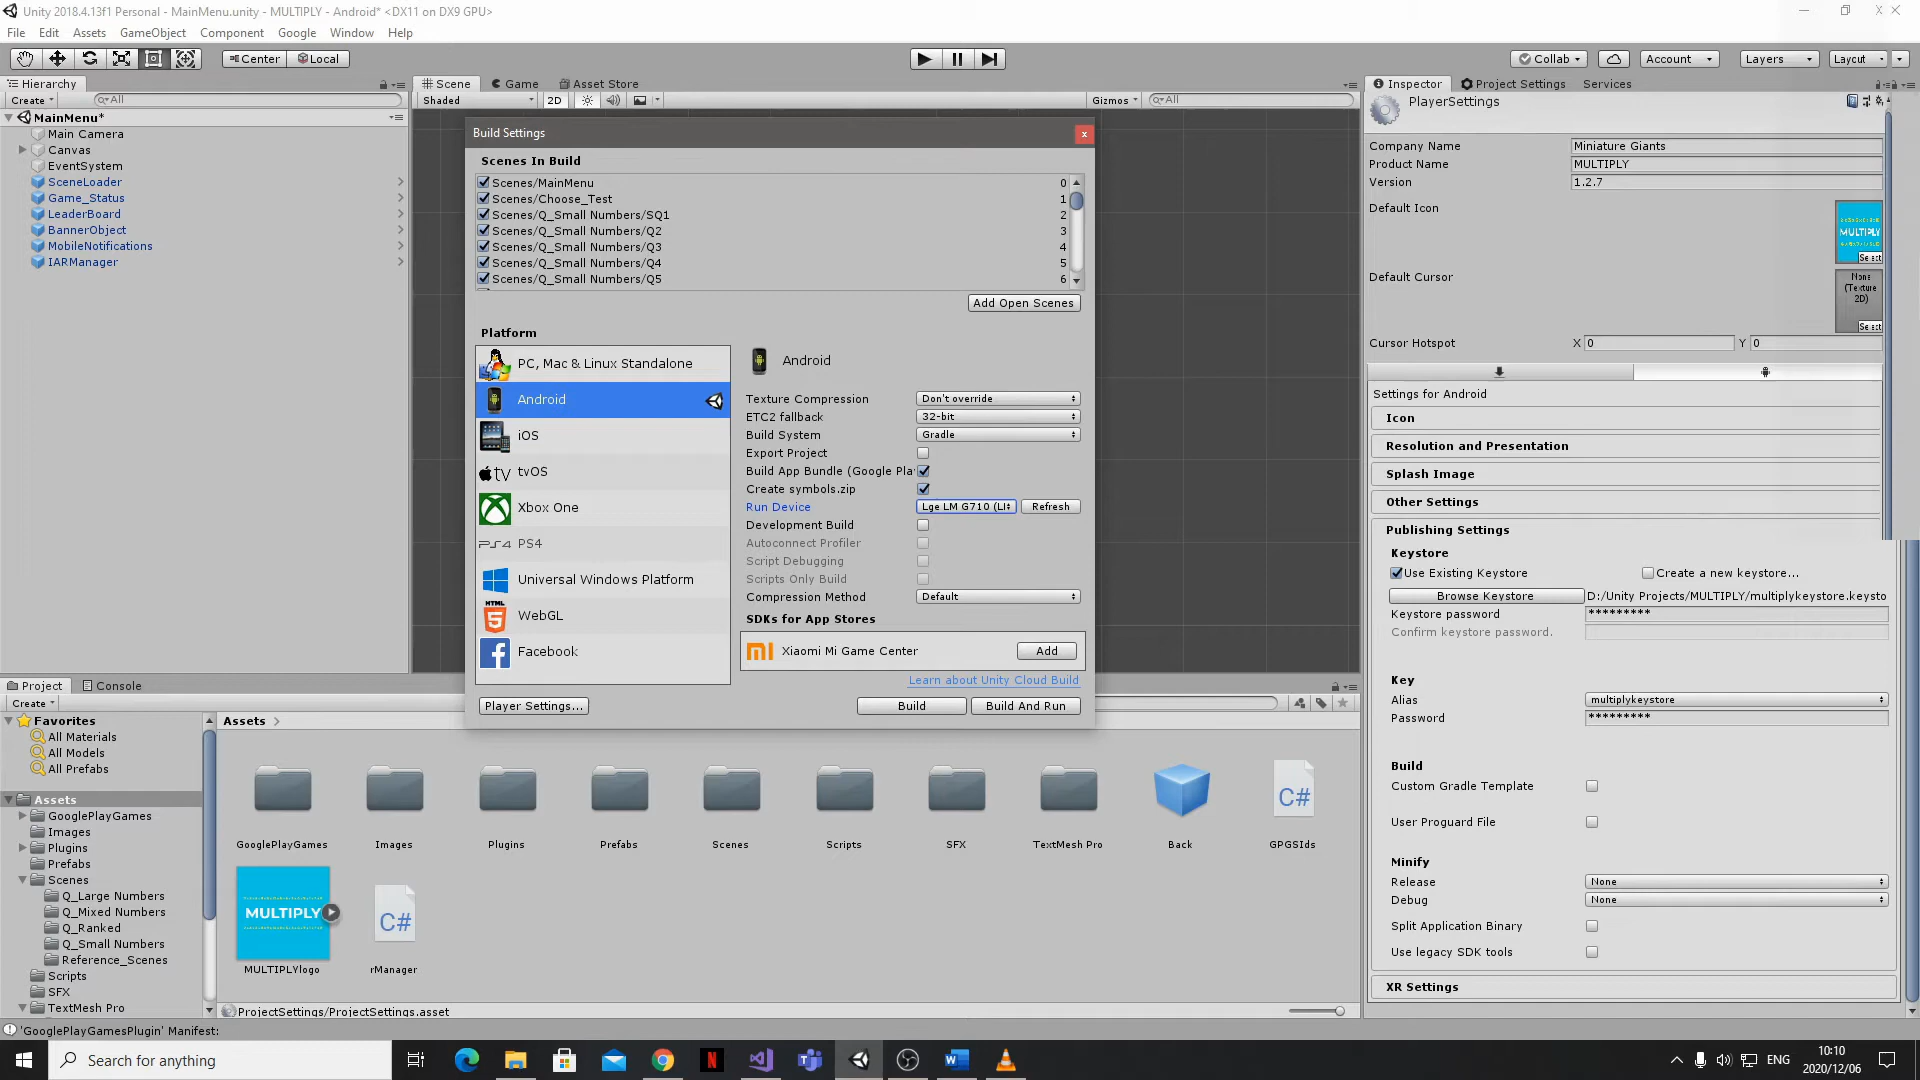 Unity 2018.4.13f1 Personal - MainMenu.unity - MULTIPLY - Android* <DX11 on DX9 GPU>
File Edit Assets GameObject Component Google Window Help
Center Local Collab Account Layers
Hierarchy Scene Game Asset Store Inspector Project Settings Services
Create All Shaded 2D Gizmos All PlayerSettings
MainMenu*
Main Camera
Canvas
EventSystem
SceneLoader
Game_Status
LeaderBoard
BannerObject
MobileNotifications
IARManager
Build Settings
Scenes In Build
Scenes/MainMenu 0
Scenes/Choose_Test 1
Scenes/Q_Small Numbers/SQ1 2
Scenes/Q_Small Numbers/Q2 3
Scenes/Q_Small Numbers/Q3 4
Scenes/Q_Small Numbers/Q4 5
Scenes/Q_Small Numbers/Q5 6
Add Open Scenes
Platform
PC, Mac & Linux Standalone
Android
iOS
tv tvOS
Xbox One
PS4
Universal Windows Platform
HTML 5 WebGL
Facebook
Player Settings...
Android
Texture Compression Don't override
ETC2 fallback 32-bit
Build System Gradle
Export Project
Build App Bundle (Google Pla
Create symbols.zip
Run Device Lge LM G710 (L Refresh
Development Build
Autoconnect Profiler
Script Debugging
Scripts Only Build
Compression Method Default
SDKs for App Stores
Xiaomi Mi Game Center Add
Learn about Unity Cloud Build
Build Build And Run
Company Name Miniature Giants
Product Name MULTIPLY
Version 1.2.7
Default Icon
MULTIPLY
Select
Default Cursor
None (Texture 2D)
Select
Cursor Hotspot X 0 Y 0
Settings for Android
Icon
Resolution and Presentation
Splash Image
Other Settings
Publishing Settings
Keystore
Use Existing Keystore Create a new keystore...
Browse Keystore D:/Unity Projects/MULTIPLY/multiplykeystore.keysto
Keystore password *********
Confirm keystore password.
Key
Alias multiplykeystore
Password *********
Build
Custom Gradle Template
User Proguard File
Minify
Release None
Debug None
Split Application Binary
Use legacy SDK tools
XR Settings
Project Console
Create
Favorites
All Materials
All Models
All Prefabs
Assets
GooglePlayGames
Images
Plugins
Prefabs
Scenes
Q_Large Numbers
Q_Mixed Numbers
Q_Ranked
Q_Small Numbers
Reference_Scenes
Scripts
SFX
TextMesh Pro
Assets
C#
GooglePlayGames Images Plugins Prefabs Scenes Scripts SFX TextMesh Pro Back GPGSIds
MULTIPLY C#
MULTIPLYlogo rManager
ProjectSettings/ProjectSettings.asset
'GooglePlayGamesPlugin' Manifest:
Search for anything
ENG
10:10
2020/12/06